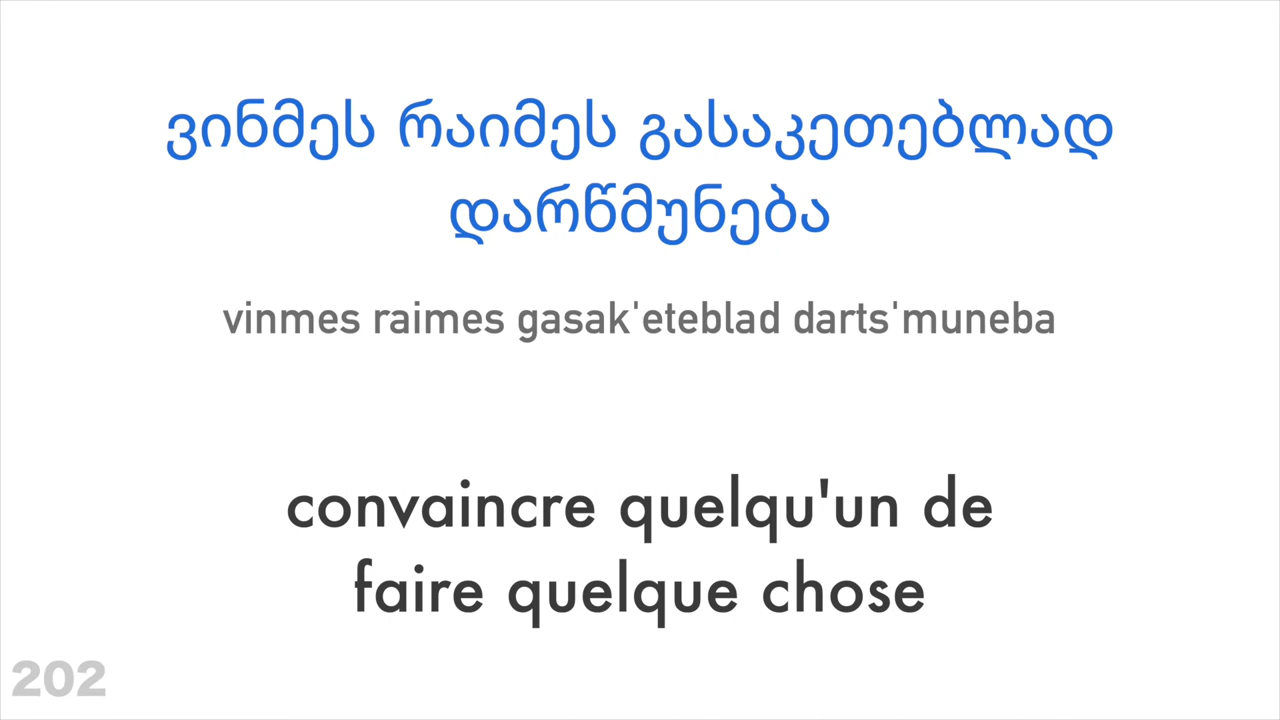 ვინმეს რაიმეს გასაკეთებლად
დარწმუნება
vinmes raimes gasak'eteblad darts'muneba
convaincre quelqu'un de
faire quelque chose
202